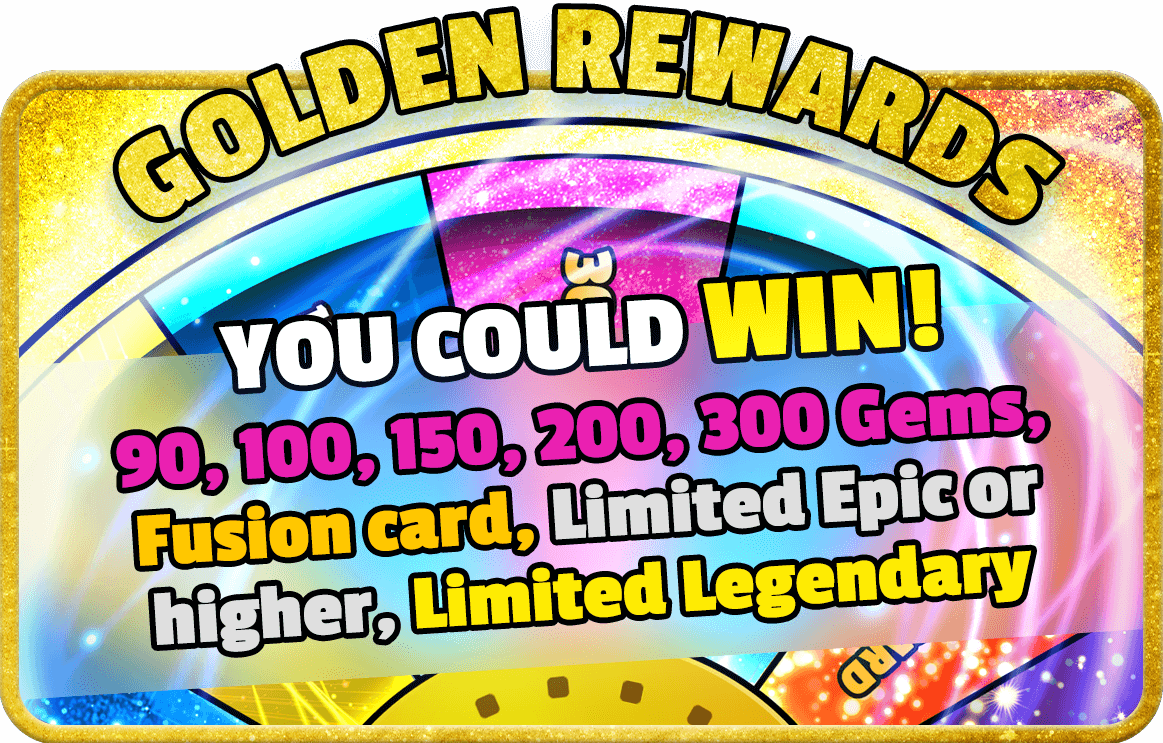 GOLDEN REWARDS
YOU COULD WIN!
90, 100, 150, 200, 300 Gems,
Fusion card, Limited Epic or
higher, Limited Legendary